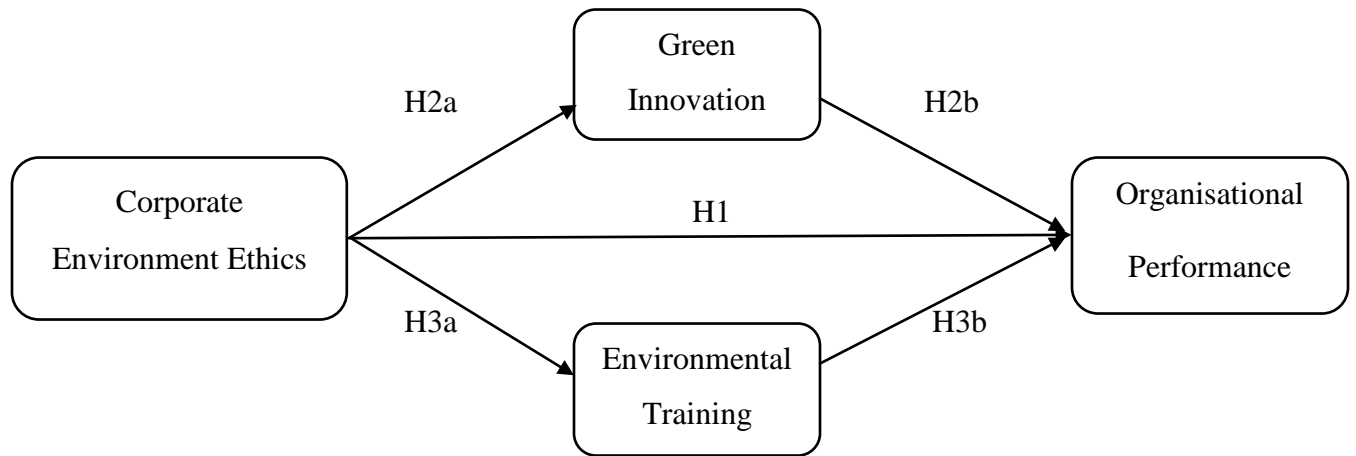 Green
Innovation
H2a
H2b
Corporate
Environment Ethics
H1
Organisational
Performance
H3a
H3b
Environmental
Training